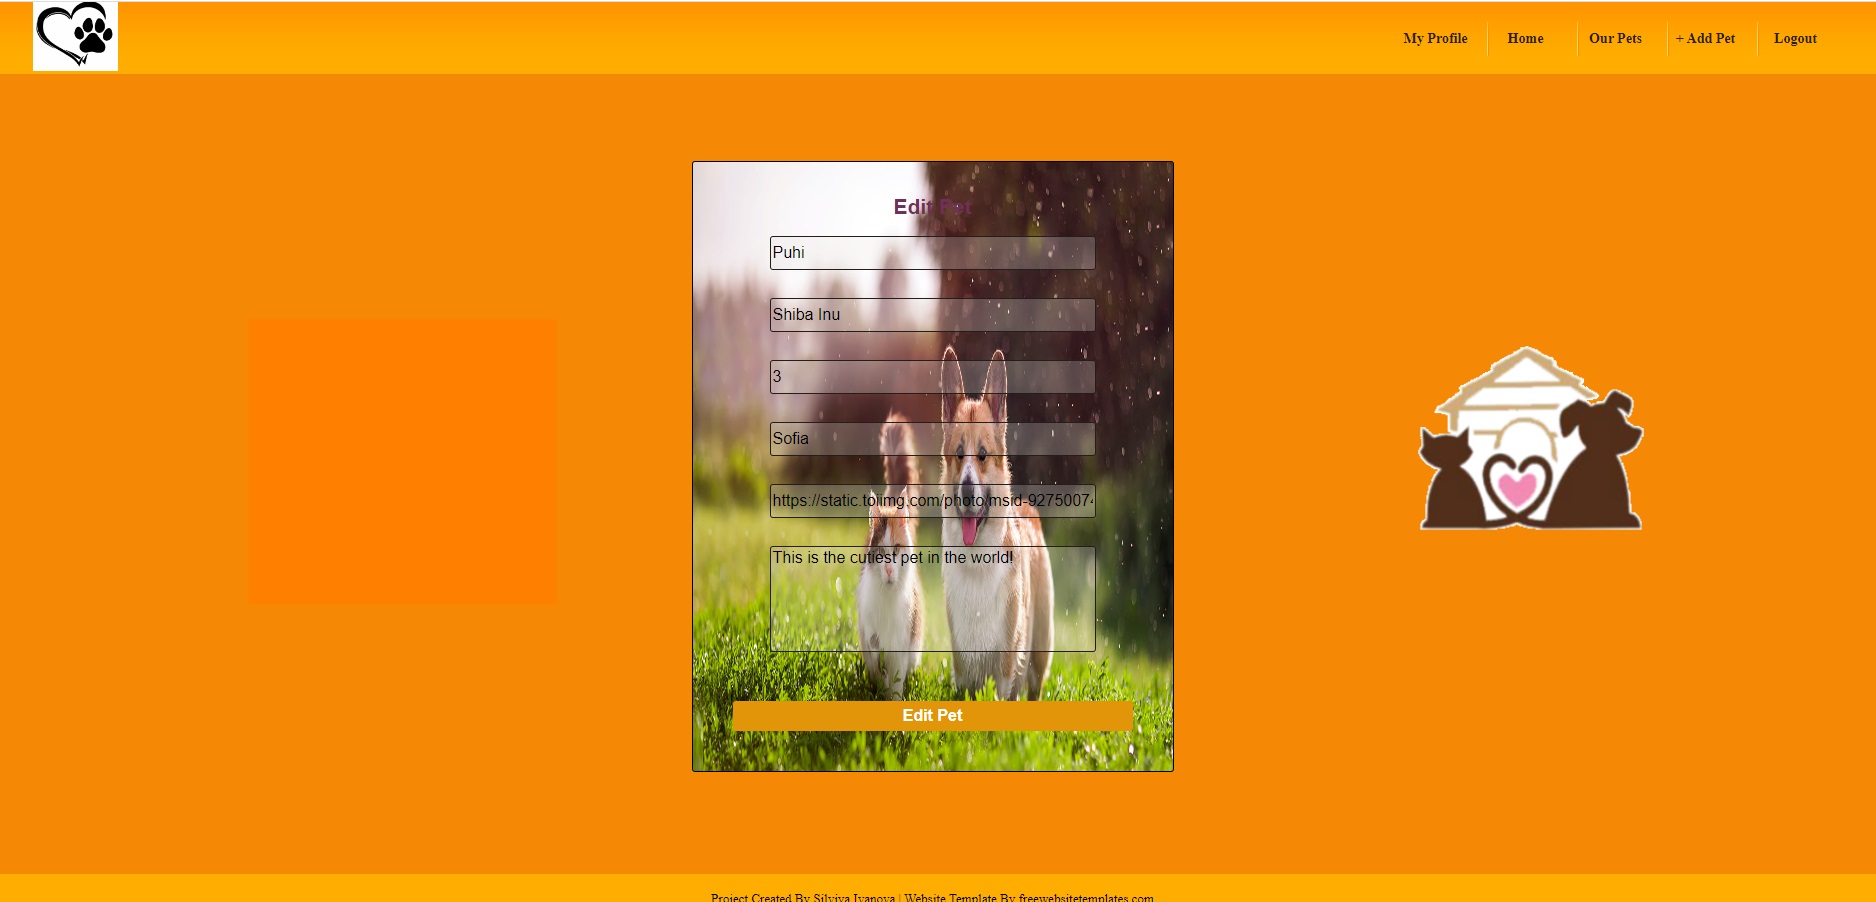 My Profile
Home
Our Pets
+ Add Pet
Logout
Edit Pet
Puhi
Shiba Inu
3
Sofia
https://static.toiimg.com/photo/msid-9275007
This is the cutiest pet in the world!
Edit Pet
Project Created By Silviya Ivanova | Website Template By freewebsitetemplates.com